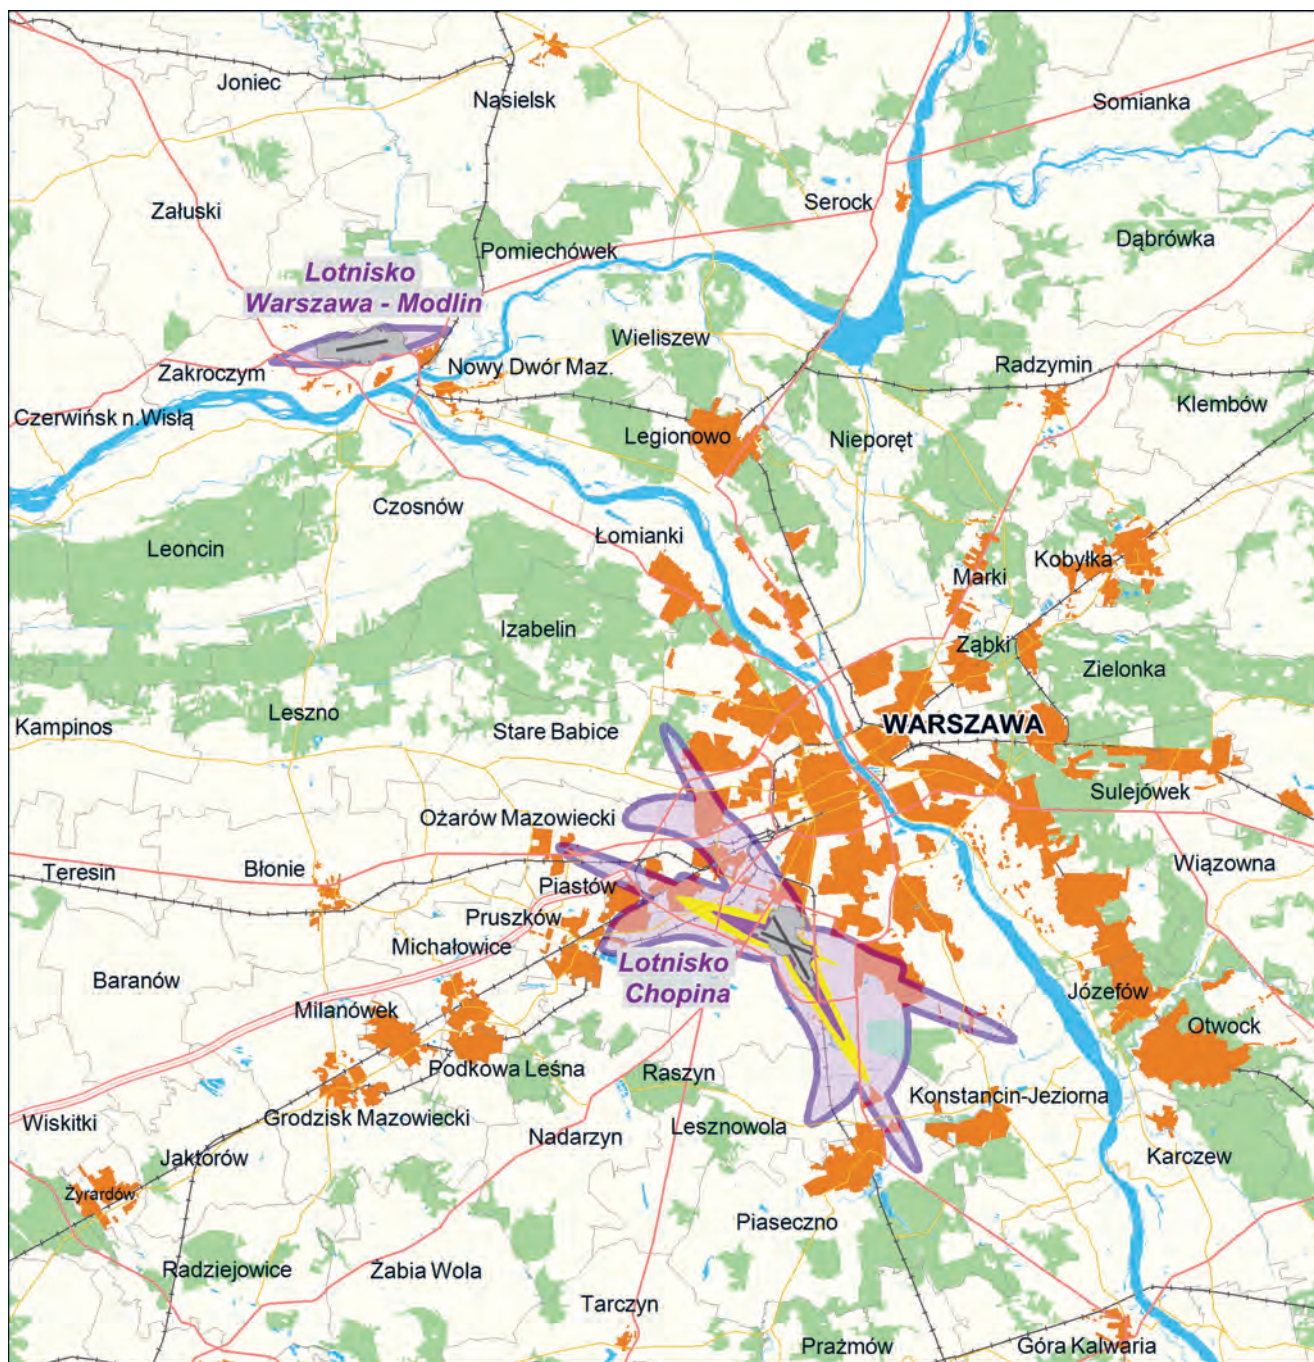 Joniec
Nasielsk
Somianka
Serock
Załuski
Dąbrówka
Pomiechówek
Lotnisko
Warszawa - Modlin
Wieliszew
Radzymin
Nowy Dwór Maz.
Zakroczym
Klembów
Czerwińsk n.Wisłą
Legionowo
Nieporęt
Czosnów
Łomianki
Leoncin
Kobyłka
Marki
Izabelin
Ząbki
Zielonka
Leszno
Kampinos
Stare Babice
WARSZAWA
Sulejówek
Ożarów Mazowiecki
Wiązowna
Błonie
Teresin
Piastów
Pruszków
Michałowice
Lotnisko
Chopina
Baranów
Józefów
Milanówek
Otwock
Podkowa Leśna
Raszyn
Konstancin-Jeziorna
Wiskitki
Grodzisk Mazowiecki
Nadarzyn
Lesznowola
Jaktorów
Karczew
Żyrardów
Piaseczno
Radziejowice
Żabia Wola
Tarczyn
Prażmów
Góra Kalwaria